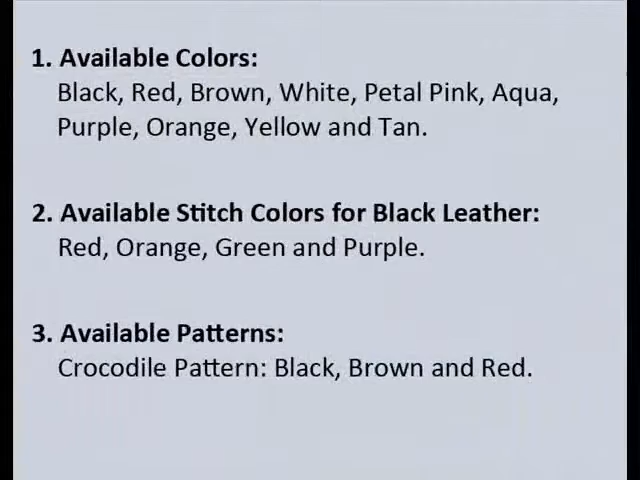 1. Available Colors:
Black, Red, Brown, White, Petal Pink, Aqua,
Purple, Orange, Yellow and Tan.
2. Available Stitch Colors for Black Leather:
Red, Orange, Green and Purple.
3. Available Patterns:
Crocodile Pattern: Black, Brown and Red.